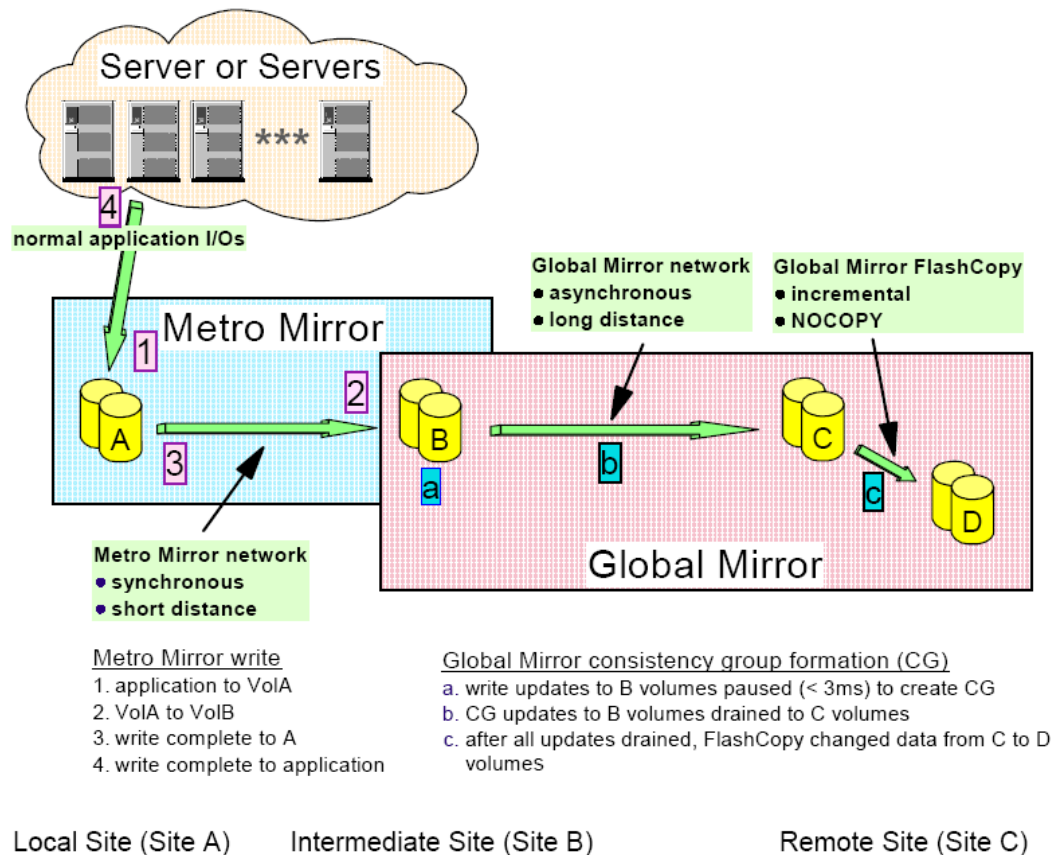 Server or Servers
***
4
normal application I/Os
Global Mirror network
● asynchronous
● long distance
Global Mirror FlashCopy
● incremental
● NOCOPY
Metro Mirror
1
2
A
B
C
3
a
b
c
D
Global Mirror
Metro Mirror network
● synchronous
● short distance
Metro Mirror write
1. application to VolA
2. VolA to VolB
3. write complete to A
4. write complete to application
Global Mirror consistency group formation (CG)
a. write updates to B volumes paused (< 3ms) to create CG
b. CG updates to B volumes drained to C volumes
c. after all updates drained, FlashCopy changed data from C to D
volumes
Local Site (Site A)
Intermediate Site (Site B)
Remote Site (Site C)